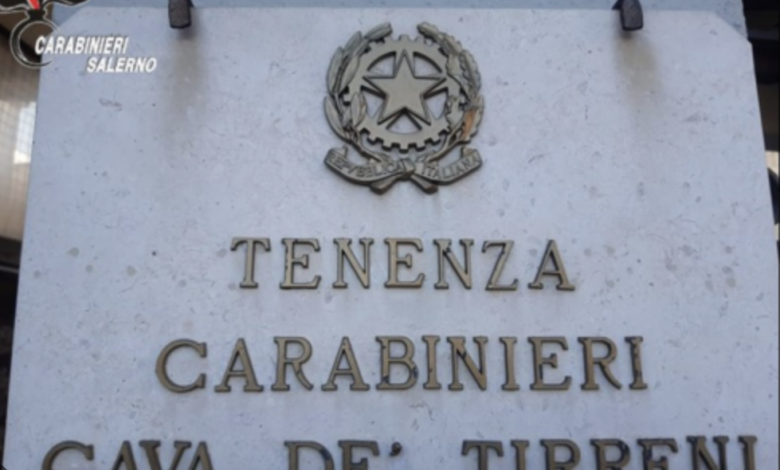 CARABINIERI
SALERNO
REPVBBLICA ITALIANA
TENENZA
CARABINIERI
CAVA DE' TIRRENI